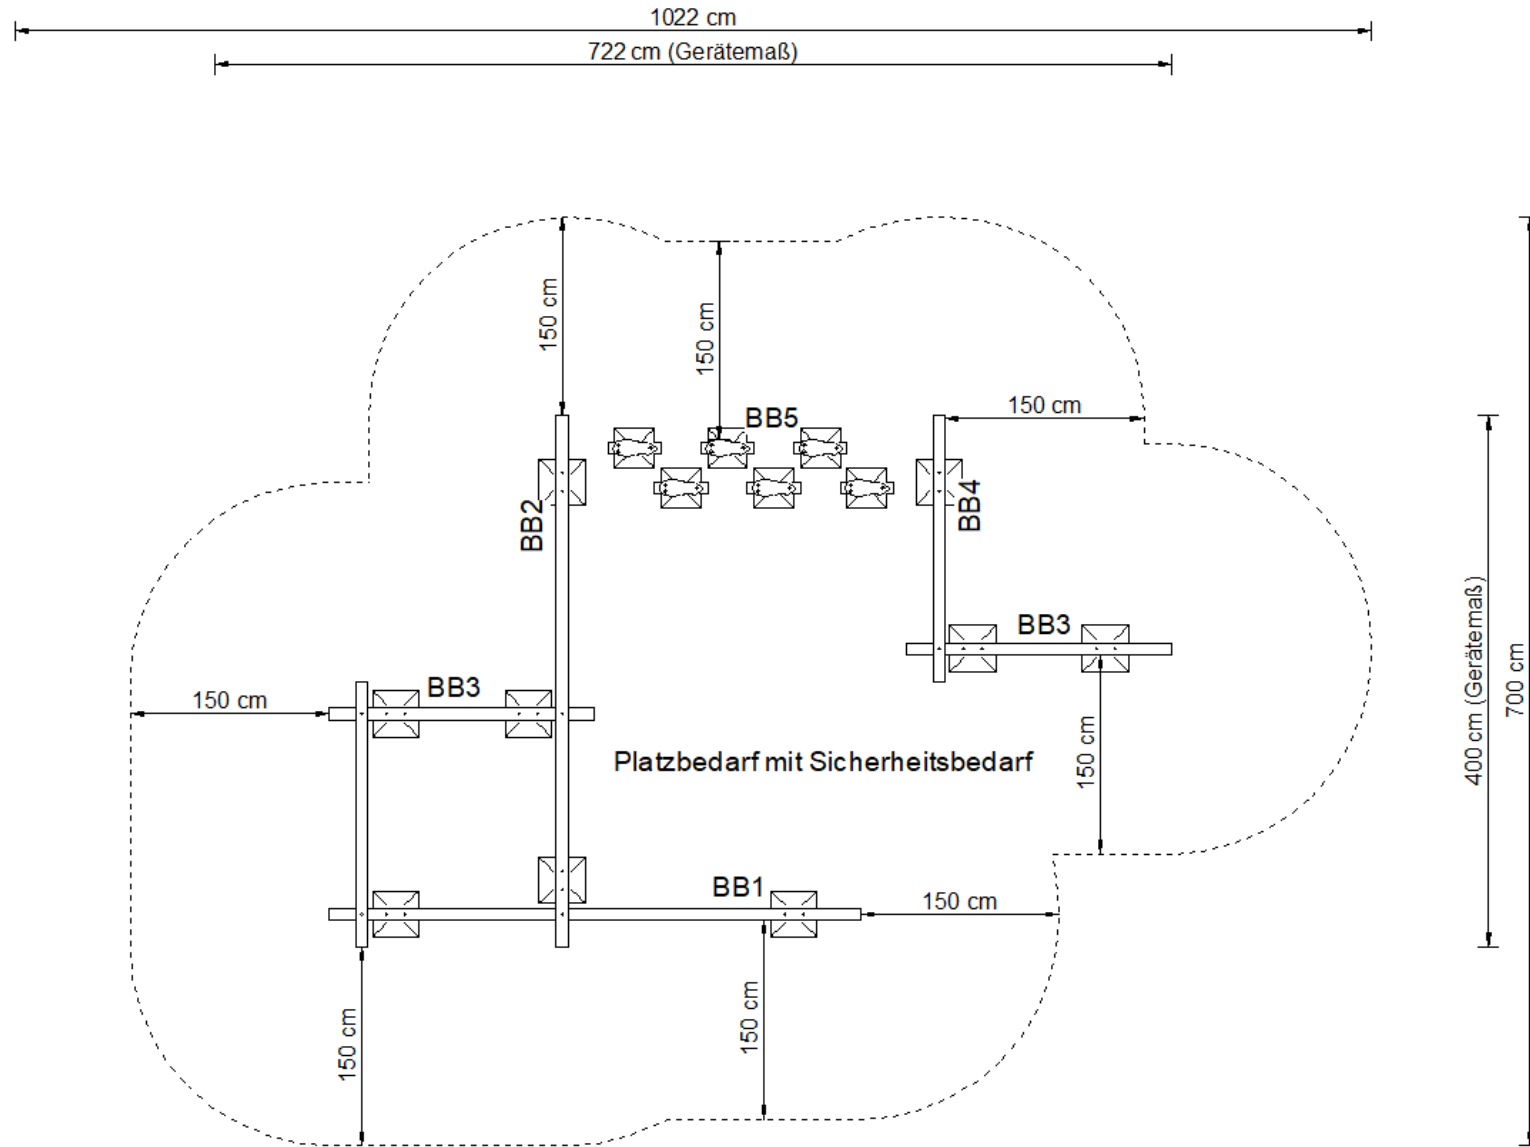 1022 cm
722 cm (Gerätemaß)
150 cm
150 cm
BB5
150 cm
BB2
BB4
BB3
400 cm (Gerätemaß)
700 cm
BB3
150 cm
150 cm
Platzbedarf mit Sicherheitsbedarf
BB1
150 cm
150 cm
150 cm